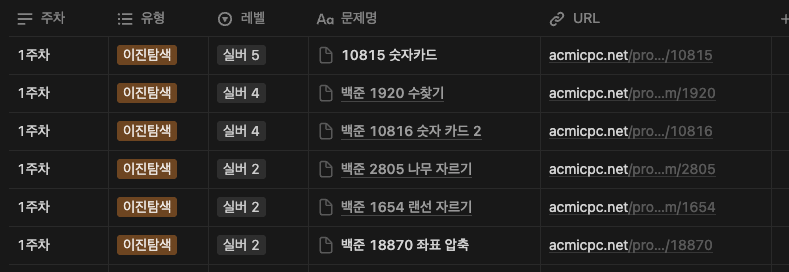 주차 유형 레벨 Aa 문제명 URL
1주차 이진탐색 실버 5 10815 숫자카드 acmicpc.net/pro.../10815
1주차 이진탐색 실버 4 백준 1920 수찾기 acmicpc.net/pro...m/1920
1주차 이진탐색 실버 4 백준 10816 숫자 카드 2 acmicpc.net/pro.../10816
1주차 이진탐색 실버 2 백준 2805 나무 자르기 acmicpc.net/pro...m/2805
1주차 이진탐색 실버 2 백준 1654 랜선 자르기 acmicpc.net/pro...m/1654
1주차 이진탐색 실버 2 백준 18870 좌표 압축 acmicpc.net/pro.../18870